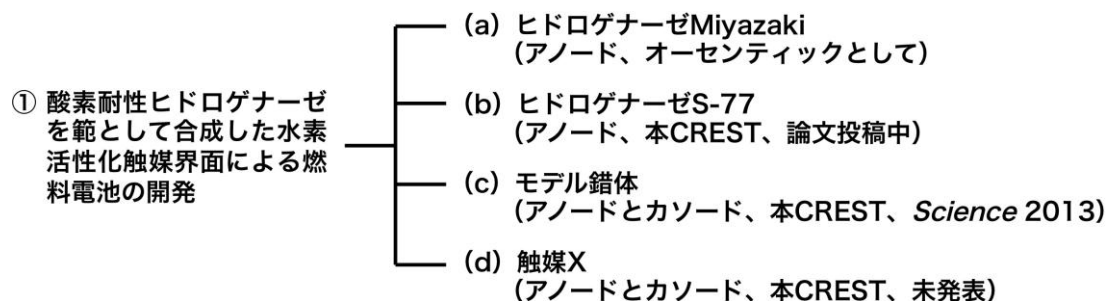 ① 酸素耐性ヒドロゲナーゼ
を範として合成した水素
活性化触媒界面による燃
料電池の開発
(a) ヒドロゲナーゼMiyazaki
(アノード、オーセンティックとして)
(b) ヒドロゲナーゼS-77
(アノード、本CREST、論文投稿中)
(c) モデル錯体
(アノードとカソード、本CREST、Science 2013)
(d) 触媒X
(アノードとカソード、本CREST、未発表)